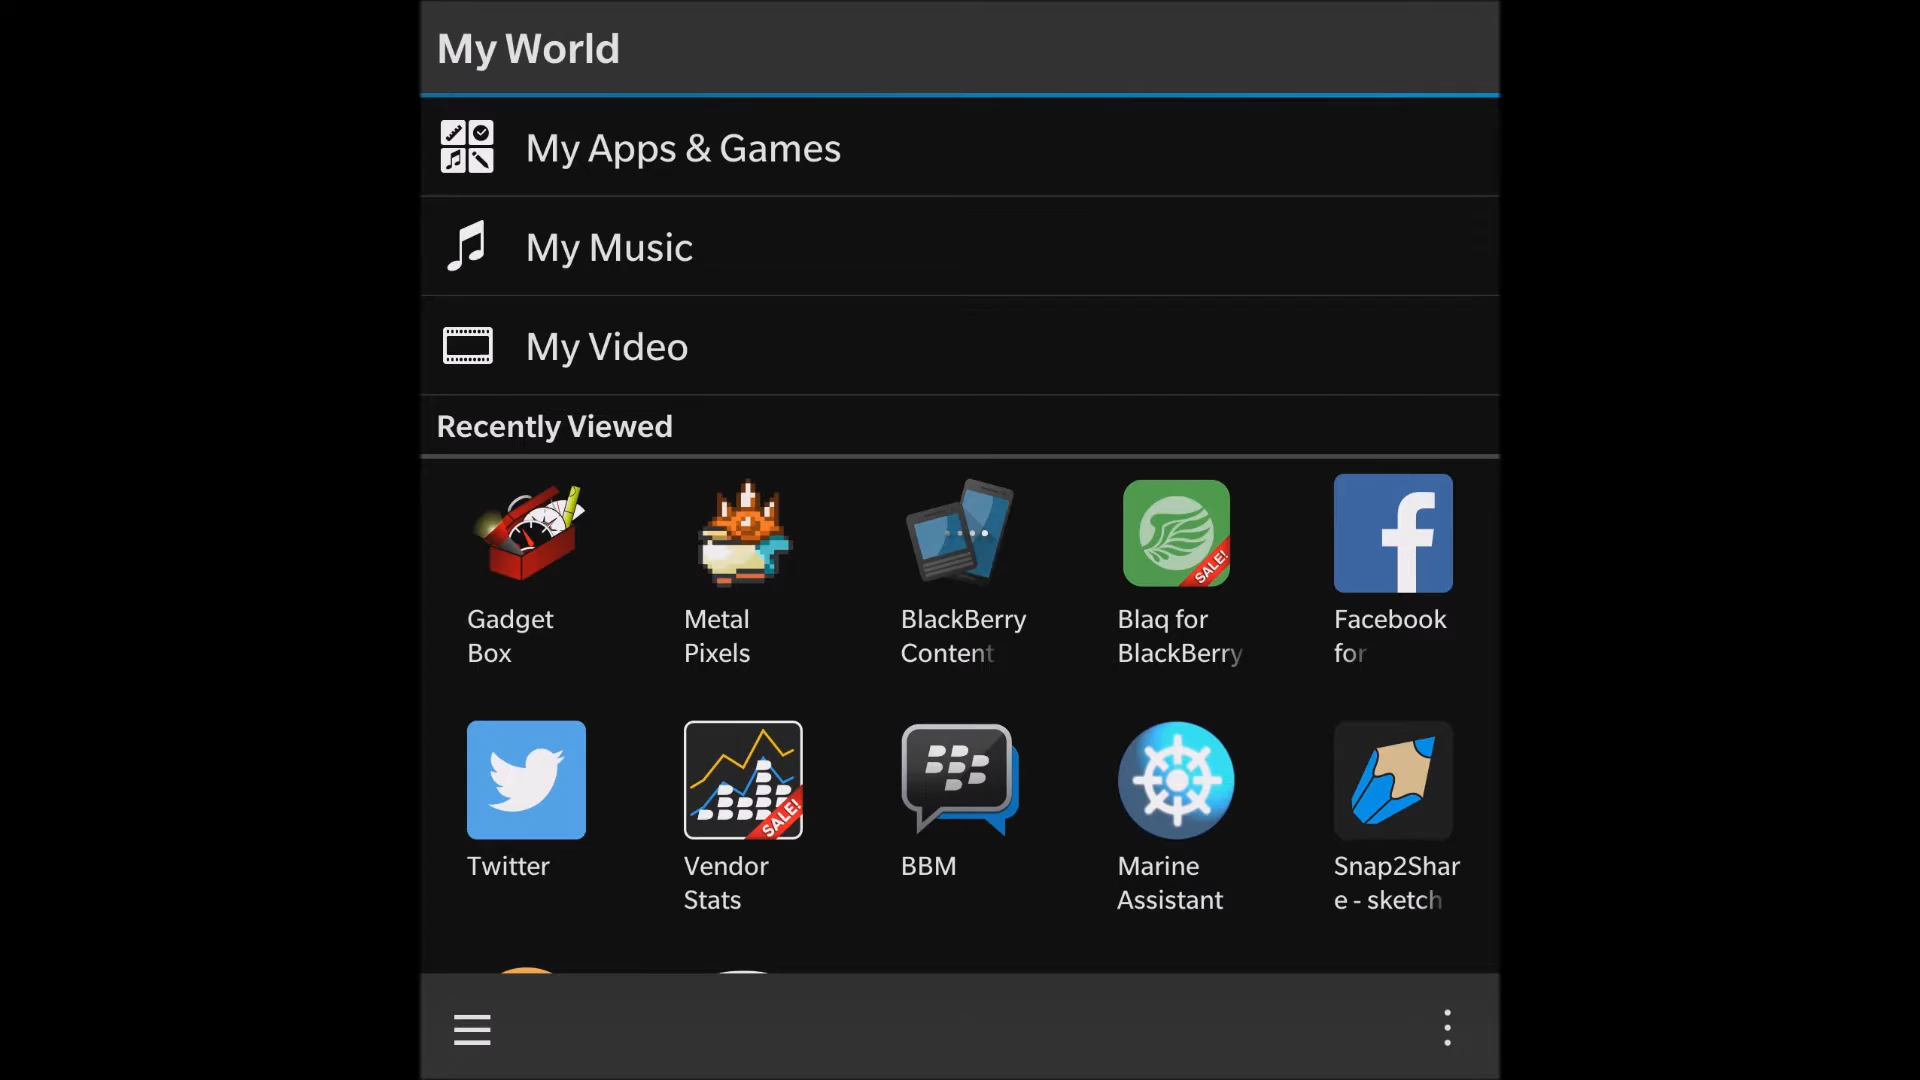 My World
My Apps & Games
My Music
My Video
Recently Viewed
Gadget
Box
Metal
Pixels
BlackBerry
Content
SALE!
Blaq for
BlackBerry
Facebook
for
Twitter
SALE!
Vendor
Stats
BBM
Marine
Assistant
Snap2Shar
e - sketch